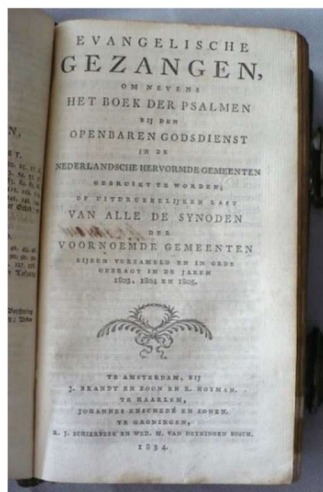 EVANGELISCHE
GEZANGEN,
OM NEVENS
HET BOEK DER PSALMEN
BIJ DEN
OPENBAREN GODSDIENST
IN DE
NEDERLANDSCHE HERVORMDE GEMEENTEN
GEBRUIKT TE WORDEN;
OP UITDRUKKELIJKEN LAST
VAN ALLE DE SYNODEN
DER
VOORNOEMDE GEMEENTEN
BIJEEN VERZAMELD EN IN ORDE
GEBRAGT IN DE JAREN
1803, 1804 EN 1805.
TE AMSTERDAM, BIJ
J. BRANDT EN ZOON EN
TE HAARLEM,
JOHANNES ENSCHEDÉ EN ZONEN.
TE GRONINGEN,
R. J. SCHIERBEEK EN WED. M. VAN HEYNINGEN BOSCH.
1834.